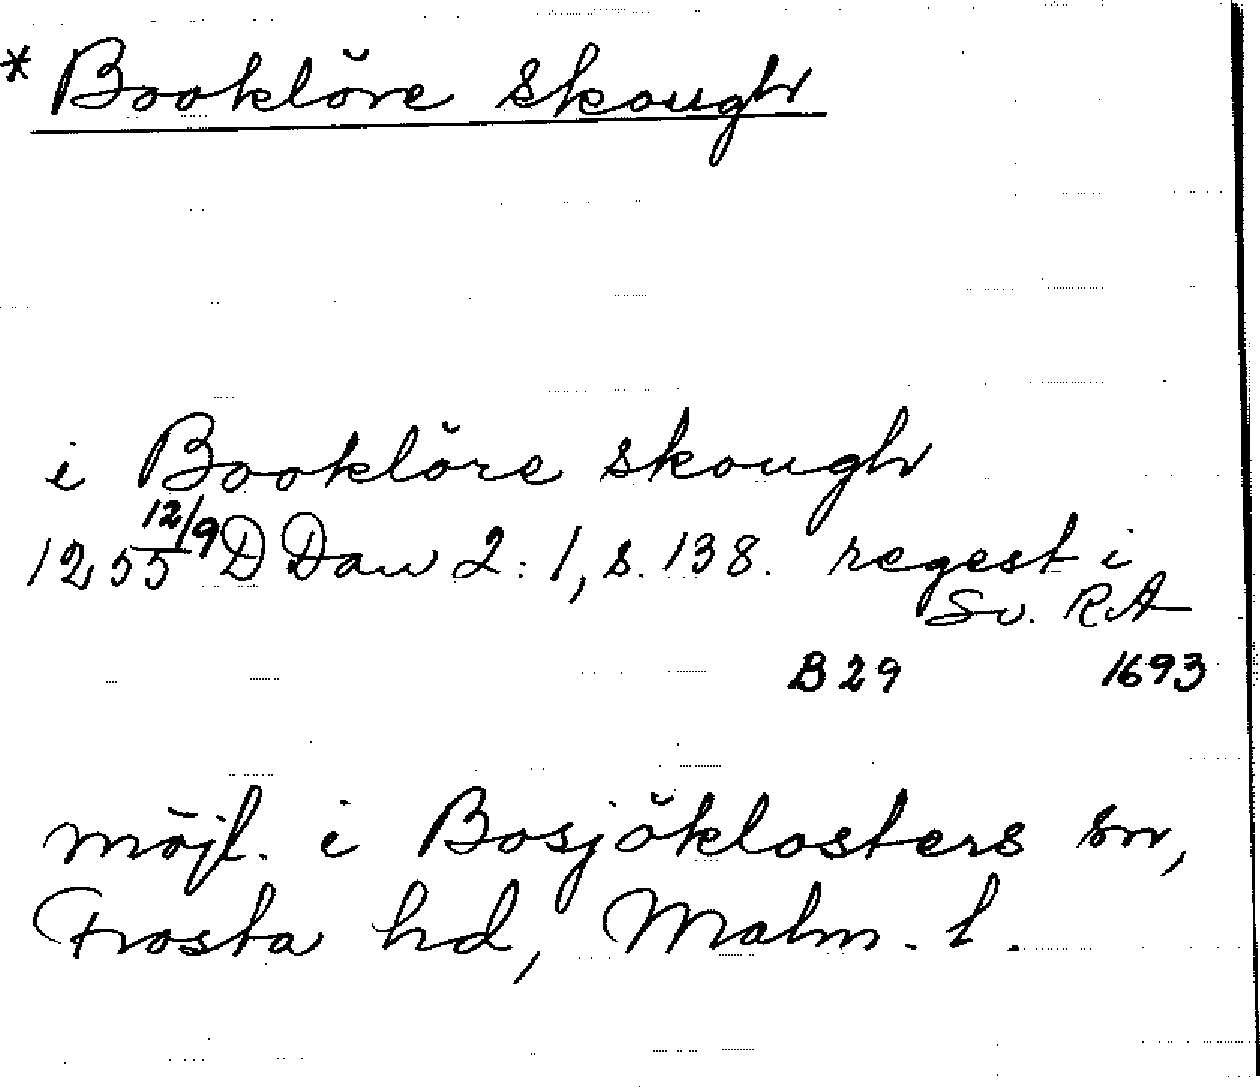 * Booklöre skough
i Booklöre skough
1255 12/9 D Dan 2:1, s. 138. regest i
Sv. RA
B 29 1693
möjl. i Bosjöklosters sn,
Frosta hd, Malm. l.